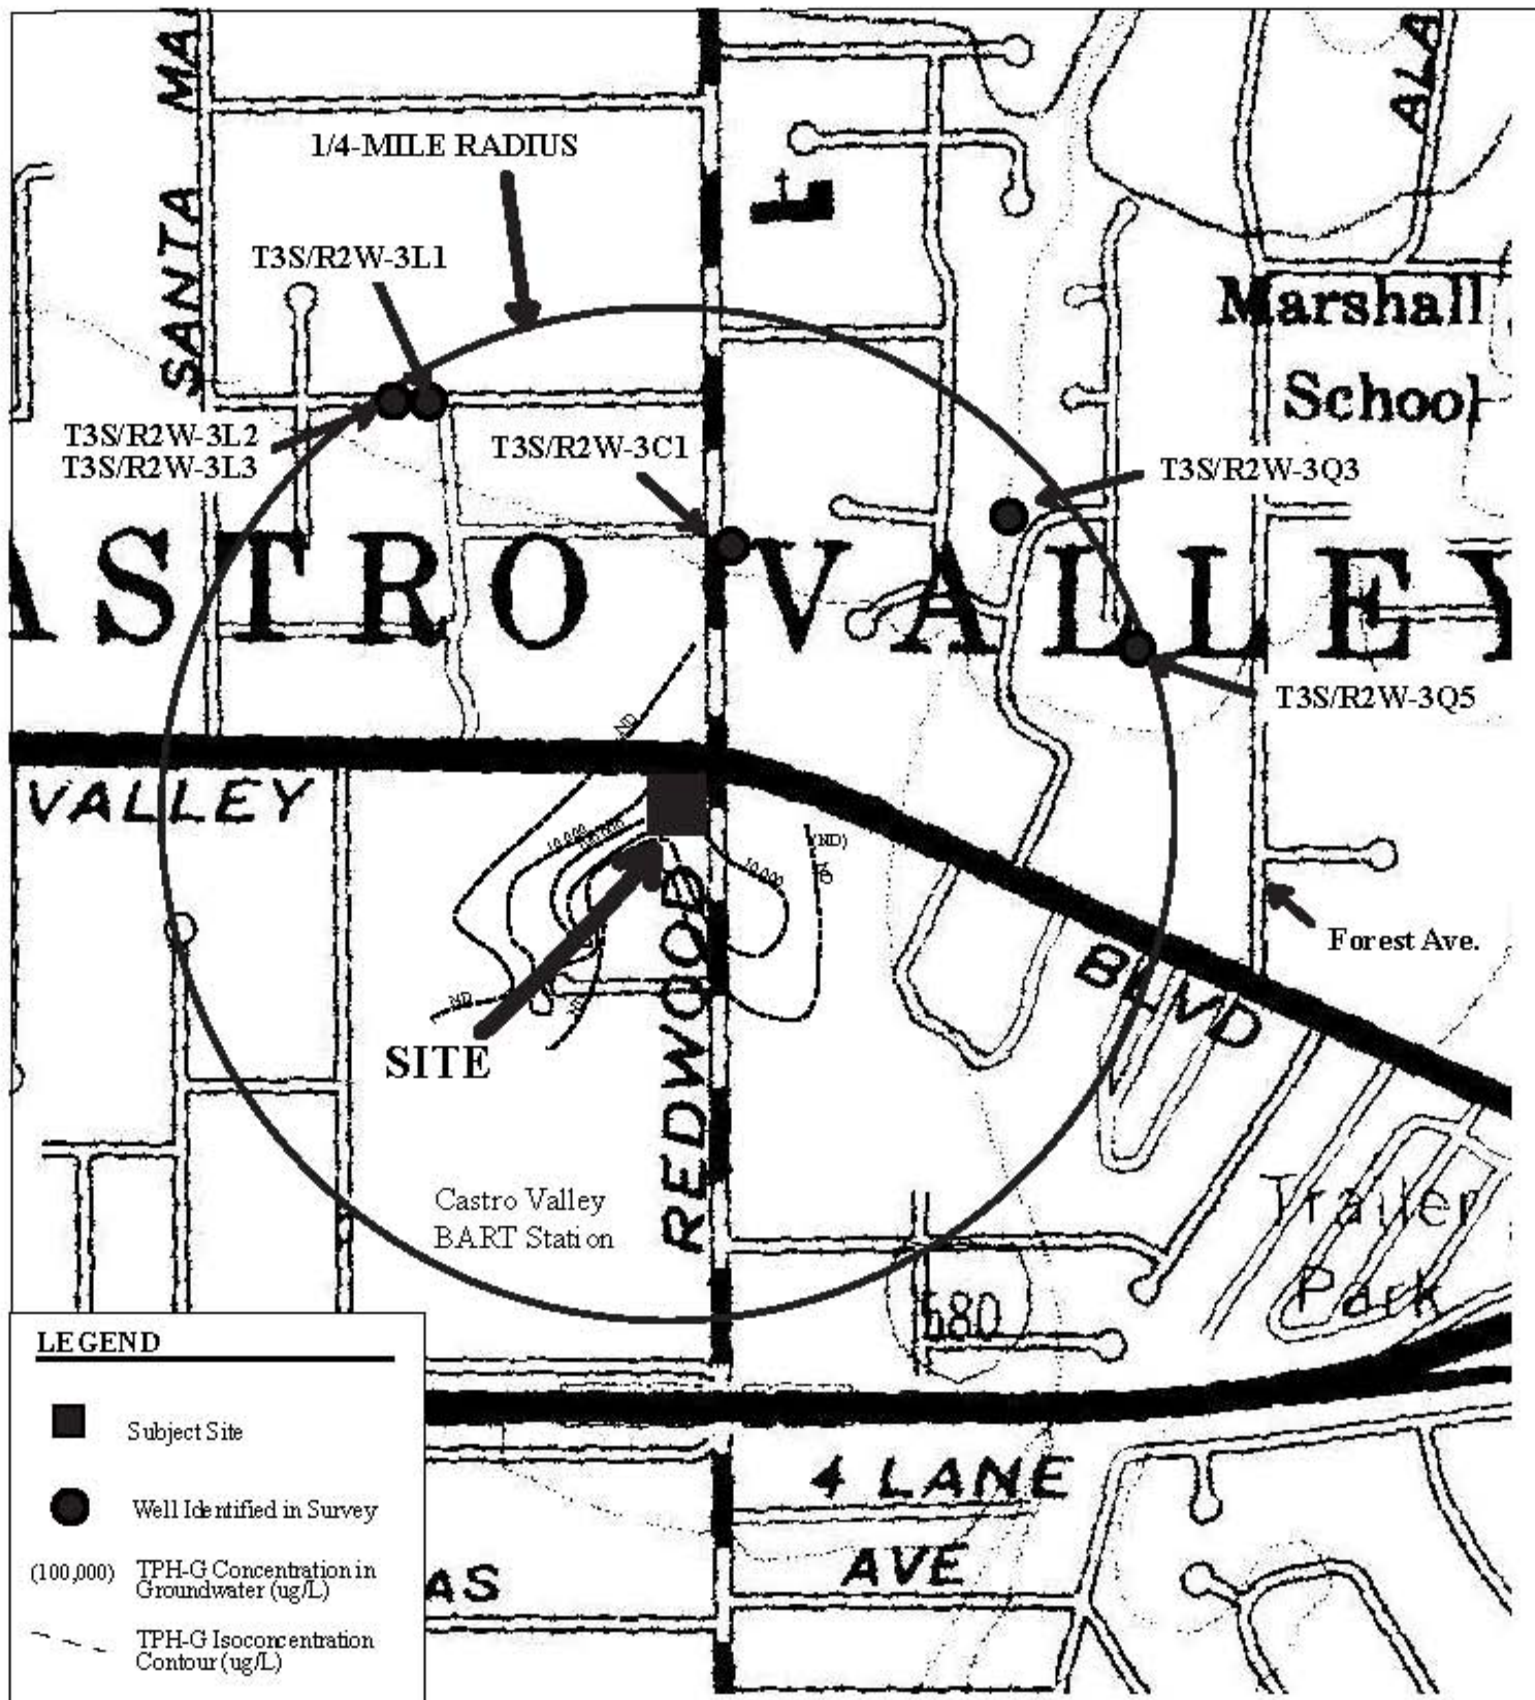 SANTA MA
ALA
1/4-MILE RADIUS
T3S/R2W-3L1
Marshall
School
T3S/R2W-3L2
T3S/R2W-3L3
T3S/R2W-3C1
T3S/R2W-3Q3
ASTRO VALLEY
T3S/R2W-3Q5
ND
VALLEY
10,000
(ND)
10,000
Forest Ave.
BLVD
ND
SITE
REDWOOD
Castro Valley
BART Station
Trailer
Park
680
LEGEND
Subject Site
Well Identified in Survey
(100,000) TPH-G Concentration in
Groundwater (ug/L)
TPH-G Isoconcentration
Contour (ug/L)
4 LANE
AVE
AS